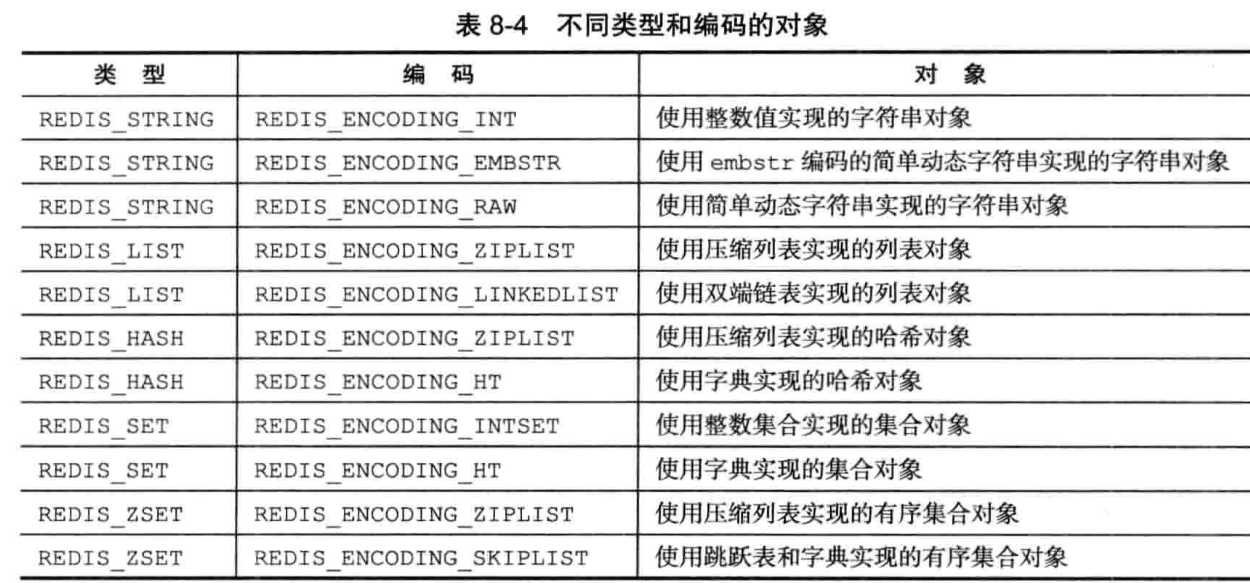 表 8-4 不同类型和编码的对象
类 型 编 码 对 象
REDIS_STRING REDIS_ENCODING_INT 使用整数值实现的字符串对象
REDIS_STRING REDIS_ENCODING_EMBSTR 使用 embstr 编码的简单动态字符串实现的字符串对象
REDIS_STRING REDIS_ENCODING_RAW 使用简单动态字符串实现的字符串对象
REDIS_LIST REDIS_ENCODING_ZIPLIST 使用压缩列表实现的列表对象
REDIS_LIST REDIS_ENCODING_LINKEDLIST 使用双端链表实现的列表对象
REDIS_HASH REDIS_ENCODING_ZIPLIST 使用压缩列表实现的哈希对象
REDIS_HASH REDIS_ENCODING_HT 使用字典实现的哈希对象
REDIS_SET REDIS_ENCODING_INTSET 使用整数集合实现的集合对象
REDIS_SET REDIS_ENCODING_HT 使用字典实现的集合对象
REDIS_ZSET REDIS_ENCODING_ZIPLIST 使用压缩列表实现的有序集合对象
REDIS_ZSET REDIS_ENCODING_SKIPLIST 使用跳跃表和字典实现的有序集合对象